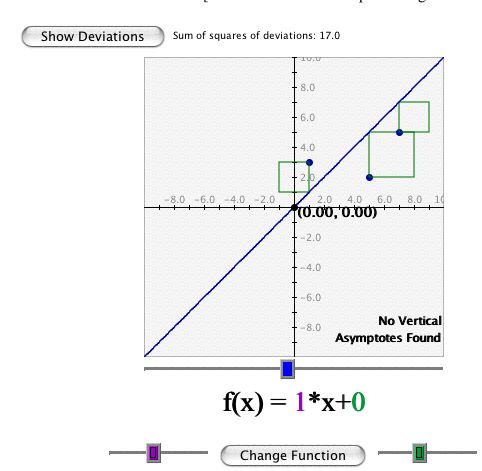 Show Deviations
Sum of squares of deviations: 17.0
10.0
8.0
6.0
4.0
2.0
-8.0 -6.0 -4.0 -2.0 2.0 4.0 6.0 8.0 10
(0.00, 0.00)
-2.0
-4.0
-6.0
-8.0
No Vertical
Asymptotes Found
f(x) = 1*x+0
Change Function